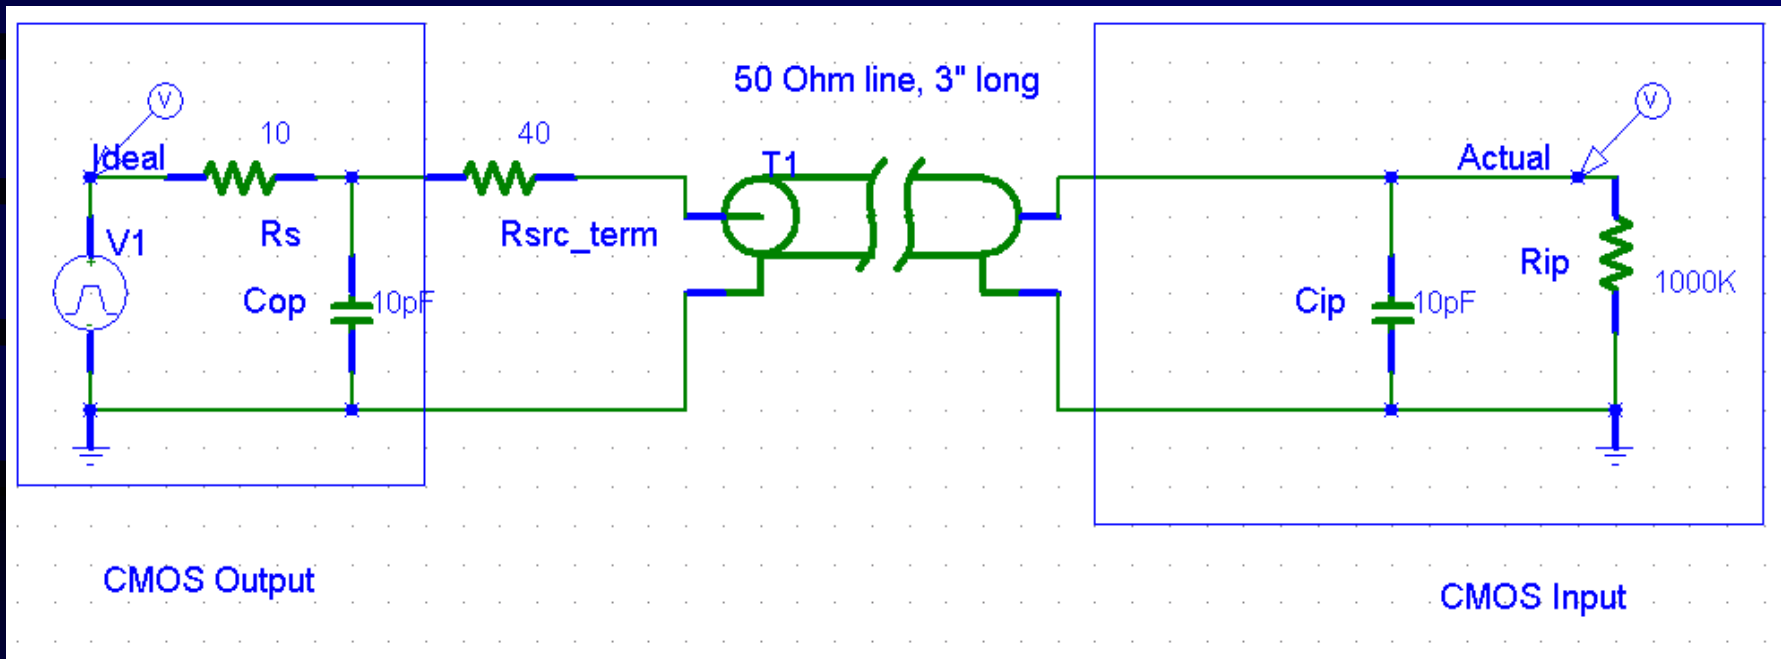 50 Ohm line, 3" long
V
V
10
40
Ideal
T1
Actual
V1
Rs
Rsrc_term
Rip
1000K
Cop
10pF
Cip
10pF
CMOS Output
CMOS Input